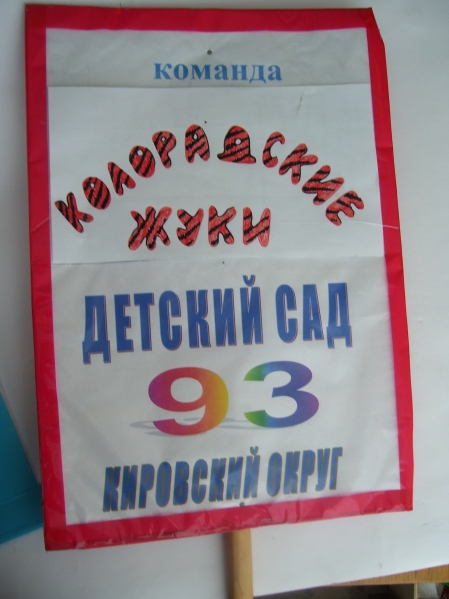 команда
КОЛОРАДСКИЕ
ЖУКИ
ДЕТСКИЙ САД
93
КИРОВСКИЙ ОКРУГ